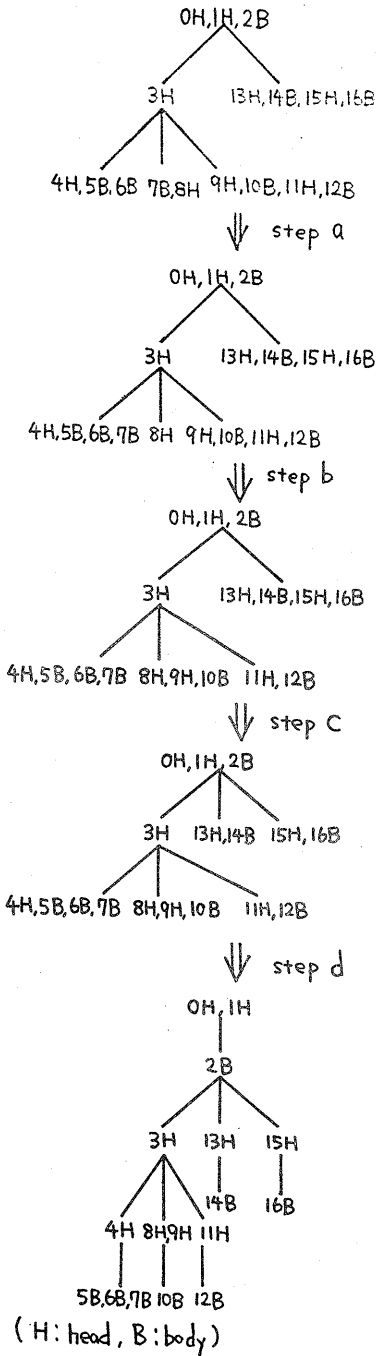 0H,1H,2B
3H 13H,14B,15H,16B
4H,5B,6B 7B,8H 9H,10B,11H,12B
⇓ step a
0H,1H,2B
3H 13H,14B,15H,16B
4H,5B,6B,7B 8H 9H,10B,11H,12B
⇓ step b
0H,1H,2B
3H 13H,14B,15H,16B
4H,5B,6B,7B 8H,9H,10B 11H,12B
⇓ step c
0H,1H,2B
3H 13H,14B 15H,16B
4H,5B,6B,7B 8H,9H,10B 11H,12B
⇓ step d
0H,1H
2B
3H 13H 15H
14B 16B
4H 8H,9H 11H
5B,6B,7B 10B 12B
(H:head, B:body)